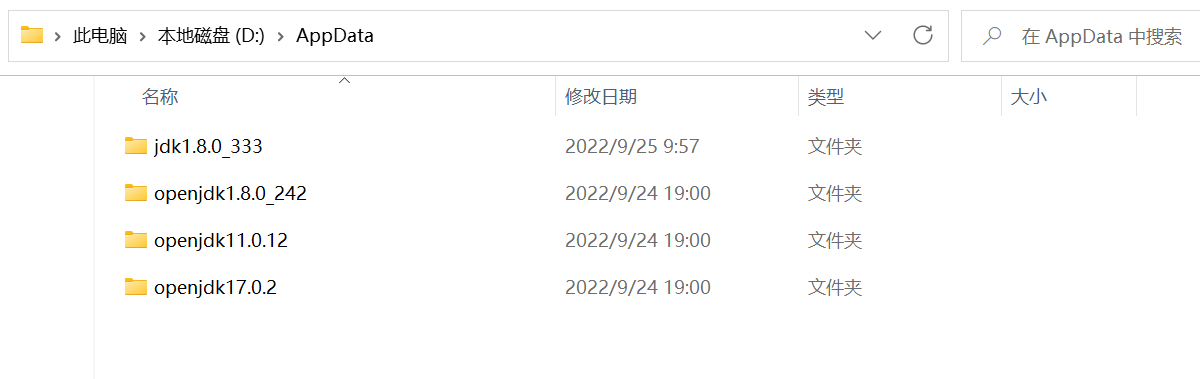 此电脑 > 本地磁盘 (D:) > AppData
在 AppData 中搜索
名称 修改日期 类型 大小
jdk1.8.0_333 2022/9/25 9:57 文件夹
openjdk1.8.0_242 2022/9/24 19:00 文件夹
openjdk11.0.12 2022/9/24 19:00 文件夹
openjdk17.0.2 2022/9/24 19:00 文件夹